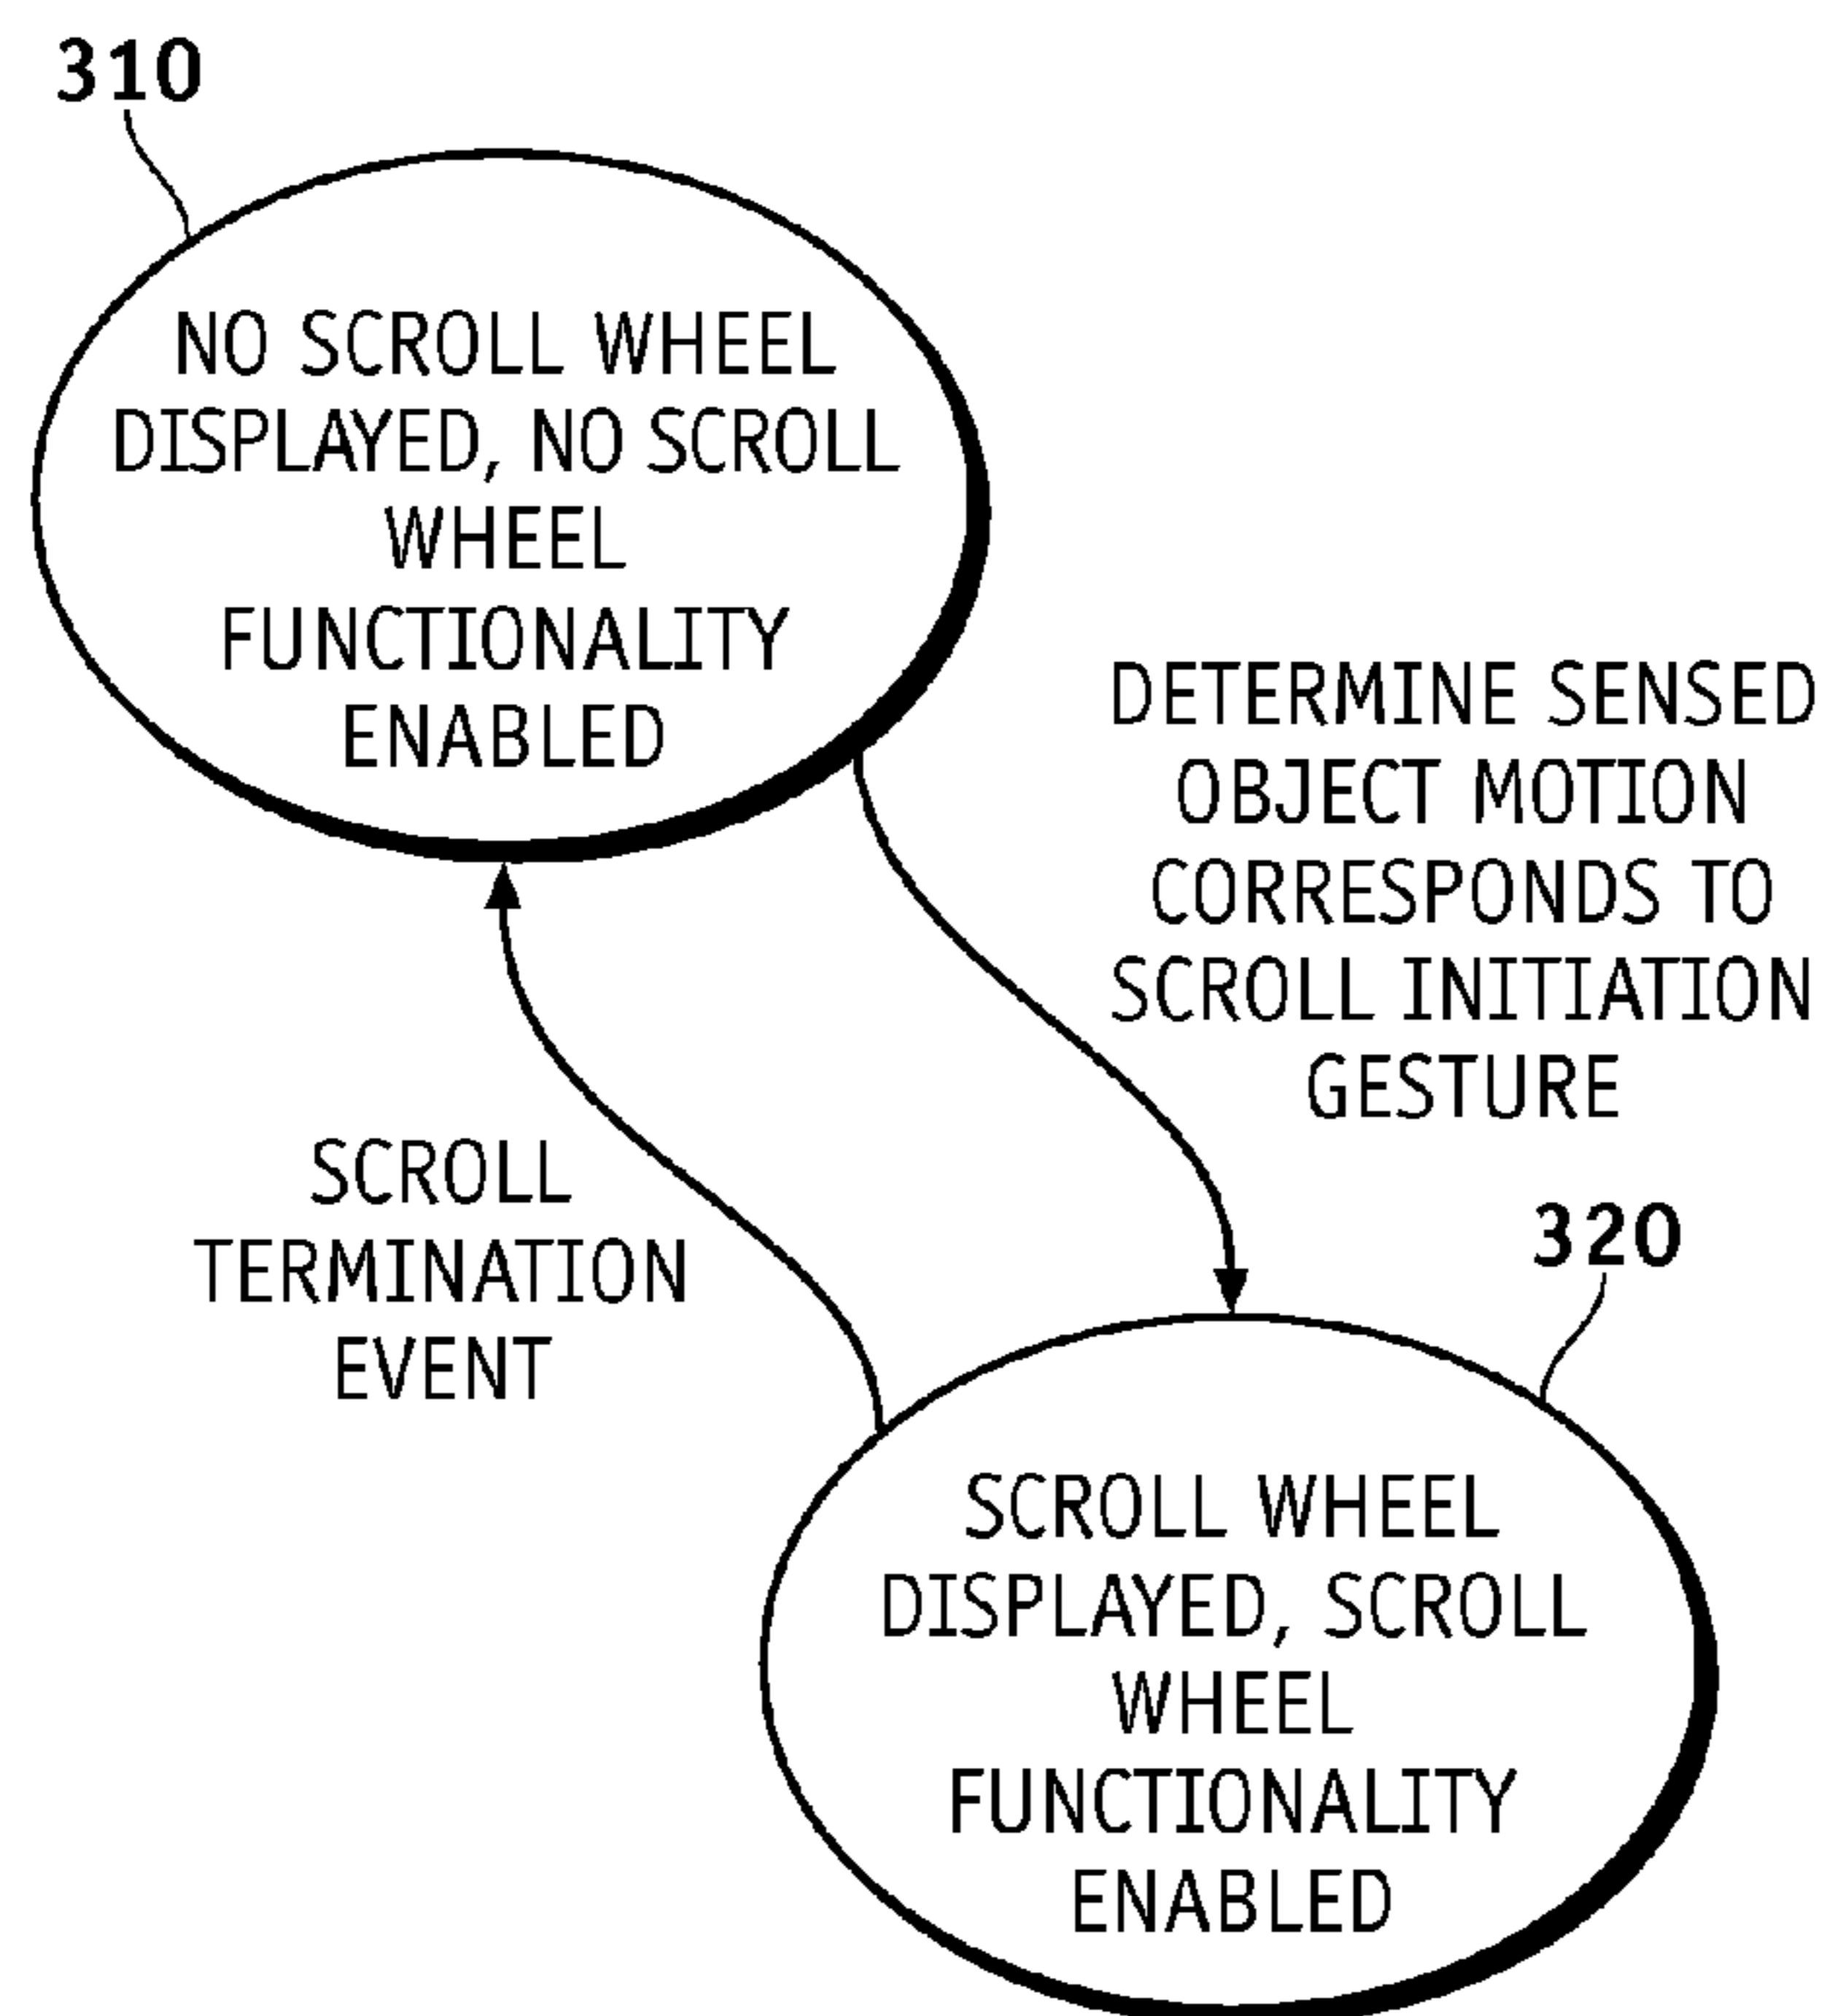 310
NO SCROLL WHEEL
DISPLAYED, NO SCROLL
WHEEL
FUNCTIONALITY
ENABLED
DETERMINE SENSED
OBJECT MOTION
CORRESPONDS TO
SCROLL INITIATION
GESTURE
SCROLL
TERMINATION
EVENT
320
SCROLL WHEEL
DISPLAYED, SCROLL
WHEEL
FUNCTIONALITY
ENABLED